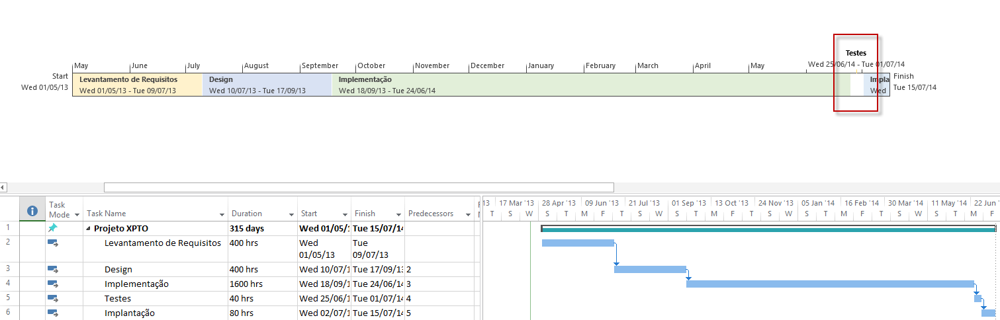 Testes
May June July August September October November December January February March April May Wed 25/06/14 - Tue 01/07/14
Start
Wed 01/05/13
Levantamento de Requisitos
Wed 01/05/13 - Tue 09/07/13
Design
Wed 10/07/13 - Tue 17/09/13
Implementação
Wed 18/09/13 - Tue 24/06/14
Impla
Wed
Finish
Tue 15/07/14
Task Mode Task Name Duration Start Finish Predecessors
13 17 Mar '13 28 Apr '13 09 Jun '13 21 Jul '13 01 Sep '13 13 Oct '13 24 Nov '13 05 Jan '14 16 Feb '14 30 Mar '14 11 May '14 22 Jun
T S W S T M F T S W S T M F T S W S T M F T S W S T M F
1 Projeto XPTO 315 days Wed 01/05/ Tue 15/07/14
2 Levantamento de Requisitos 400 hrs Wed 01/05/13 Tue 09/07/13
3 Design 400 hrs Wed 10/07/1 Tue 17/09/1 2
4 Implementação 1600 hrs Wed 18/09/1 Tue 24/06/14 3
5 Testes 40 hrs Wed 25/06/1 Tue 01/07/14 4
6 Implantação 80 hrs Wed 02/07/1 Tue 15/07/14 5